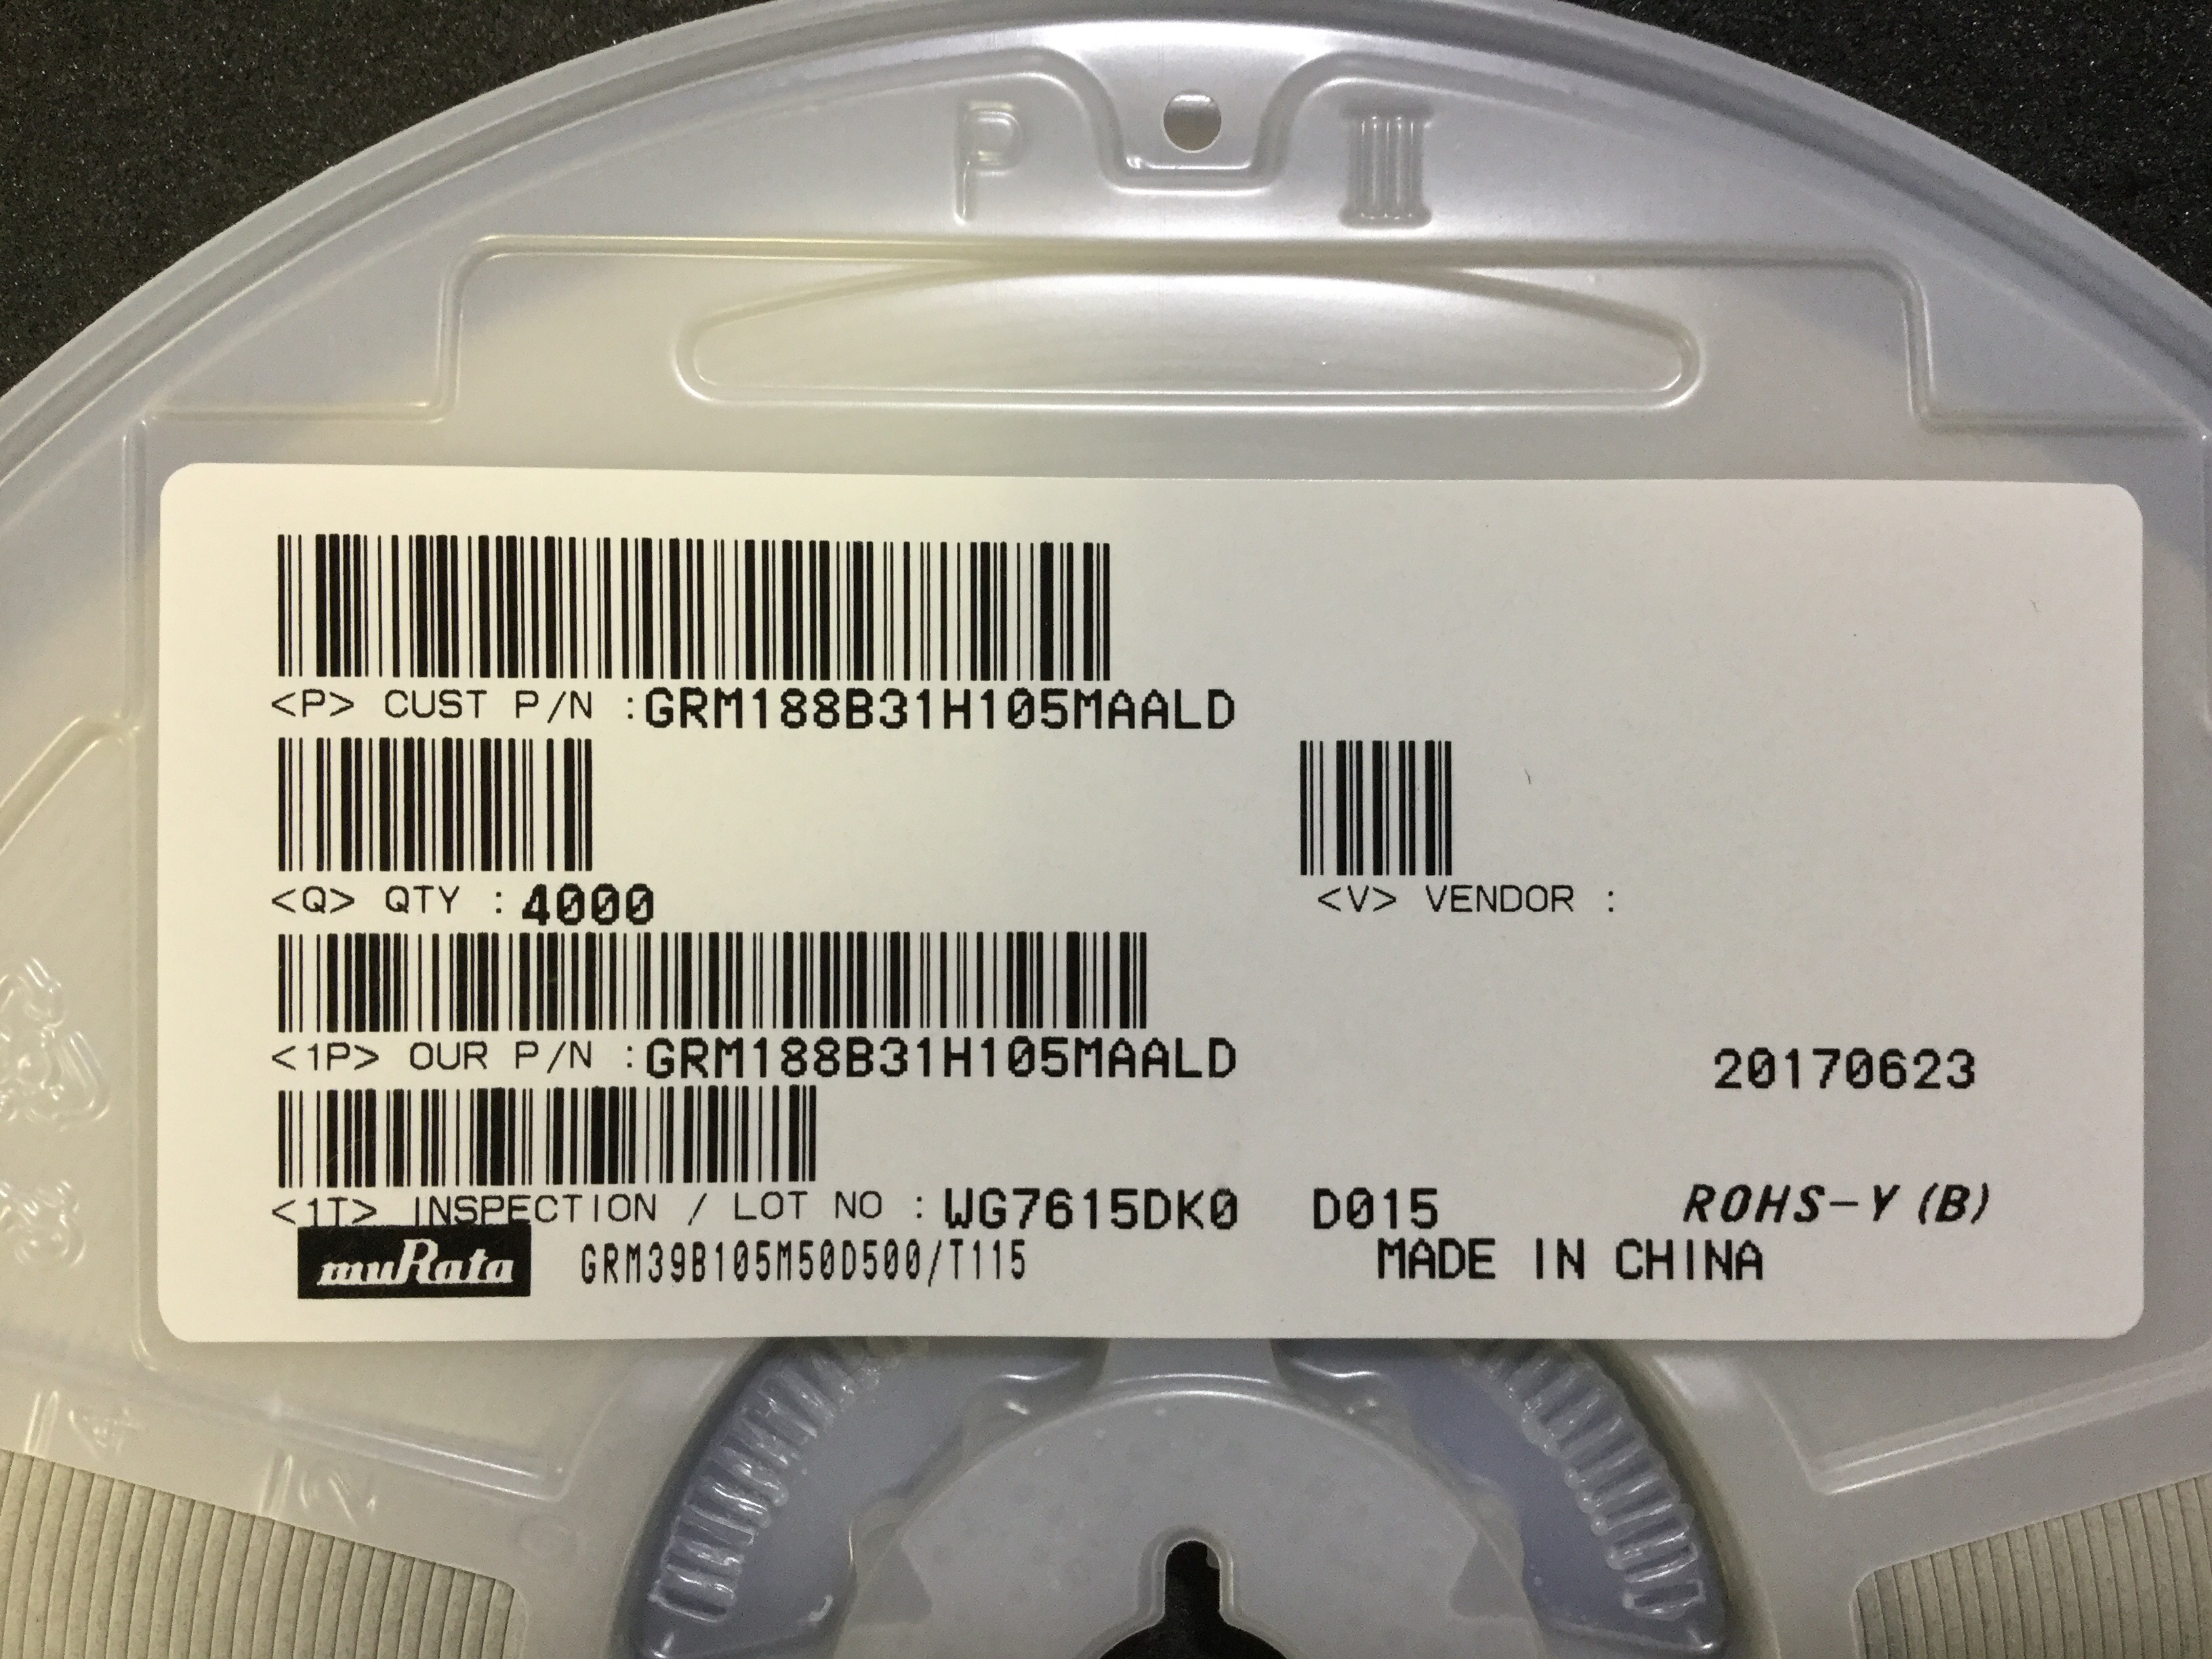 P III
<P> CUST P/N :GRM188B31H105MAALD
<Q> QTY : 4000
<V> VENDOR :
<1P> OUR P/N :GRM188B31H105MAALD
20170623
<1T> INSPECTION / LOT NO : WG7615DK0 D015 ROHS-Y (B)
muRata GRM39B105M50D500/T115 MADE IN CHINA